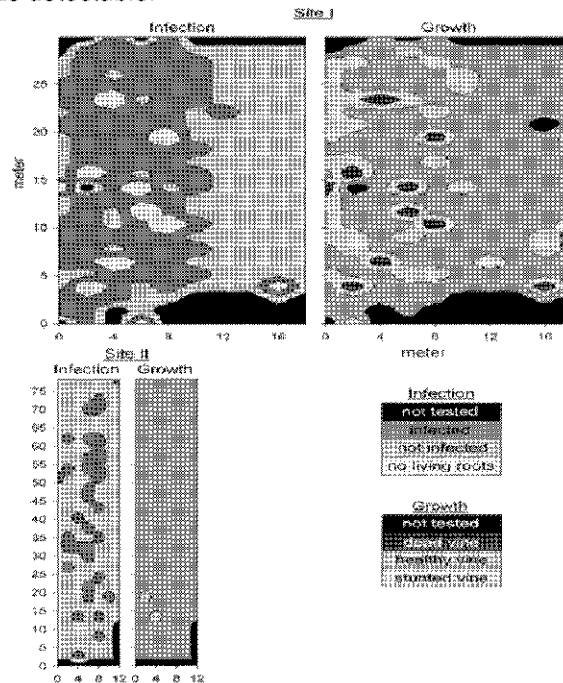 Site I
Infection Growth
25
20
15
10
5
0
meter
0 4 8 12 16
0 4 8 12 16
meter
Site II
Infection Growth
75
70
65
60
55
50
45
40
35
30
25
20
15
10
5
0
0 4 8 12 0 4 8 12
Infection
not tested
infected
not infected
no living roots
Growth
not tested
healthy vine
stunted vine